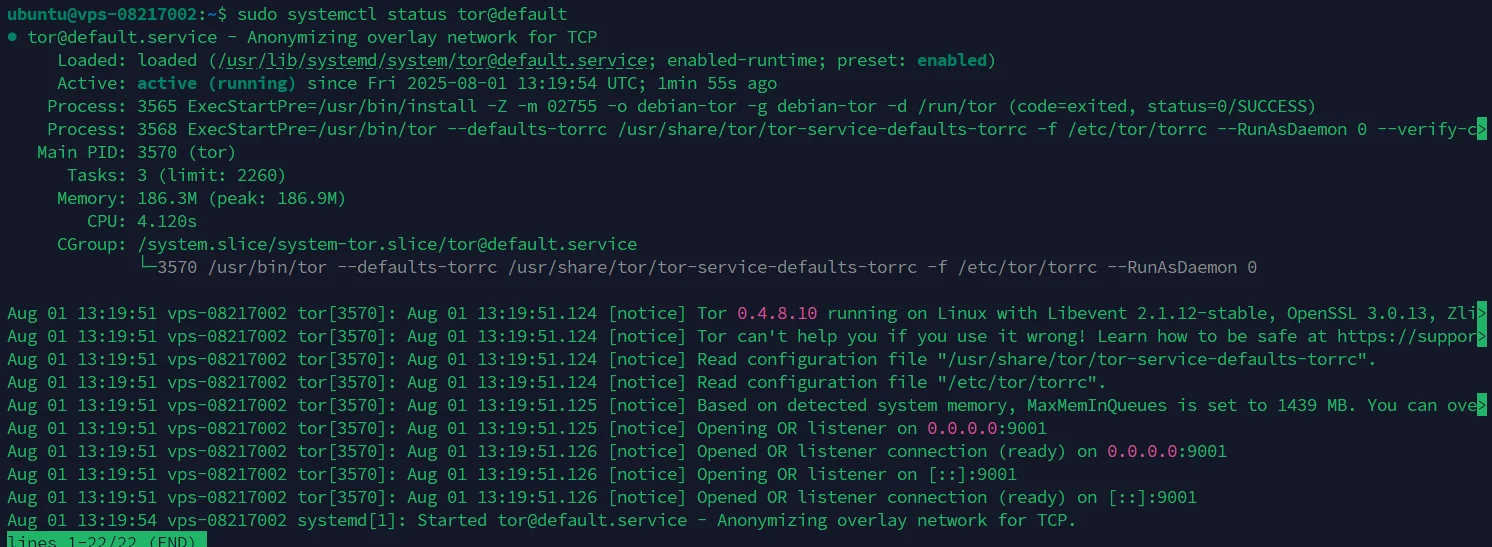 ubuntu@vps-08217002:~$ sudo systemctl status tor@default
● tor@default.service - Anonymizing overlay network for TCP
     Loaded: loaded (/usr/lib/systemd/system/tor@default.service; enabled-runtime; preset: enabled)
     Active: active (running) since Fri 2025-08-01 13:19:54 UTC; 1min 55s ago
    Process: 3565 ExecStartPre=/usr/bin/install -Z -m 02755 -o debian-tor -g debian-tor -d /run/tor (code=exited, status=0/SUCCESS)
    Process: 3568 ExecStartPre=/usr/bin/tor --defaults-torrc /usr/share/tor/tor-service-defaults-torrc -f /etc/tor/torrc --RunAsDaemon 0 --verify-c>
   Main PID: 3570 (tor)
      Tasks: 3 (limit: 2260)
     Memory: 186.3M (peak: 186.9M)
        CPU: 4.120s
     CGroup: /system.slice/system-tor.slice/tor@default.service
             └─3570 /usr/bin/tor --defaults-torrc /usr/share/tor/tor-service-defaults-torrc -f /etc/tor/torrc --RunAsDaemon 0

Aug 01 13:19:51 vps-08217002 tor[3570]: Aug 01 13:19:51.124 [notice] Tor 0.4.8.10 running on Linux with Libevent 2.1.12-stable, OpenSSL 3.0.13, Zli>
Aug 01 13:19:51 vps-08217002 tor[3570]: Aug 01 13:19:51.124 [notice] Tor can't help you if you use it wrong! Learn how to be safe at https://suppor>
Aug 01 13:19:51 vps-08217002 tor[3570]: Aug 01 13:19:51.124 [notice] Read configuration file "/usr/share/tor/tor-service-defaults-torrc".
Aug 01 13:19:51 vps-08217002 tor[3570]: Aug 01 13:19:51.124 [notice] Read configuration file "/etc/tor/torrc".
Aug 01 13:19:51 vps-08217002 tor[3570]: Aug 01 13:19:51.125 [notice] Based on detected system memory, MaxMemInQueues is set to 1439 MB. You can ove>
Aug 01 13:19:51 vps-08217002 tor[3570]: Aug 01 13:19:51.125 [notice] Opening OR listener on 0.0.0.0:9001
Aug 01 13:19:51 vps-08217002 tor[3570]: Aug 01 13:19:51.126 [notice] Opened OR listener connection (ready) on 0.0.0.0:9001
Aug 01 13:19:51 vps-08217002 tor[3570]: Aug 01 13:19:51.126 [notice] Opening OR listener on [::]:9001
Aug 01 13:19:51 vps-08217002 tor[3570]: Aug 01 13:19:51.126 [notice] Opened OR listener connection (ready) on [::]:9001
Aug 01 13:19:54 vps-08217002 systemd[1]: Started tor@default.service - Anonymizing overlay network for TCP.
lines 1-22/22 (END)